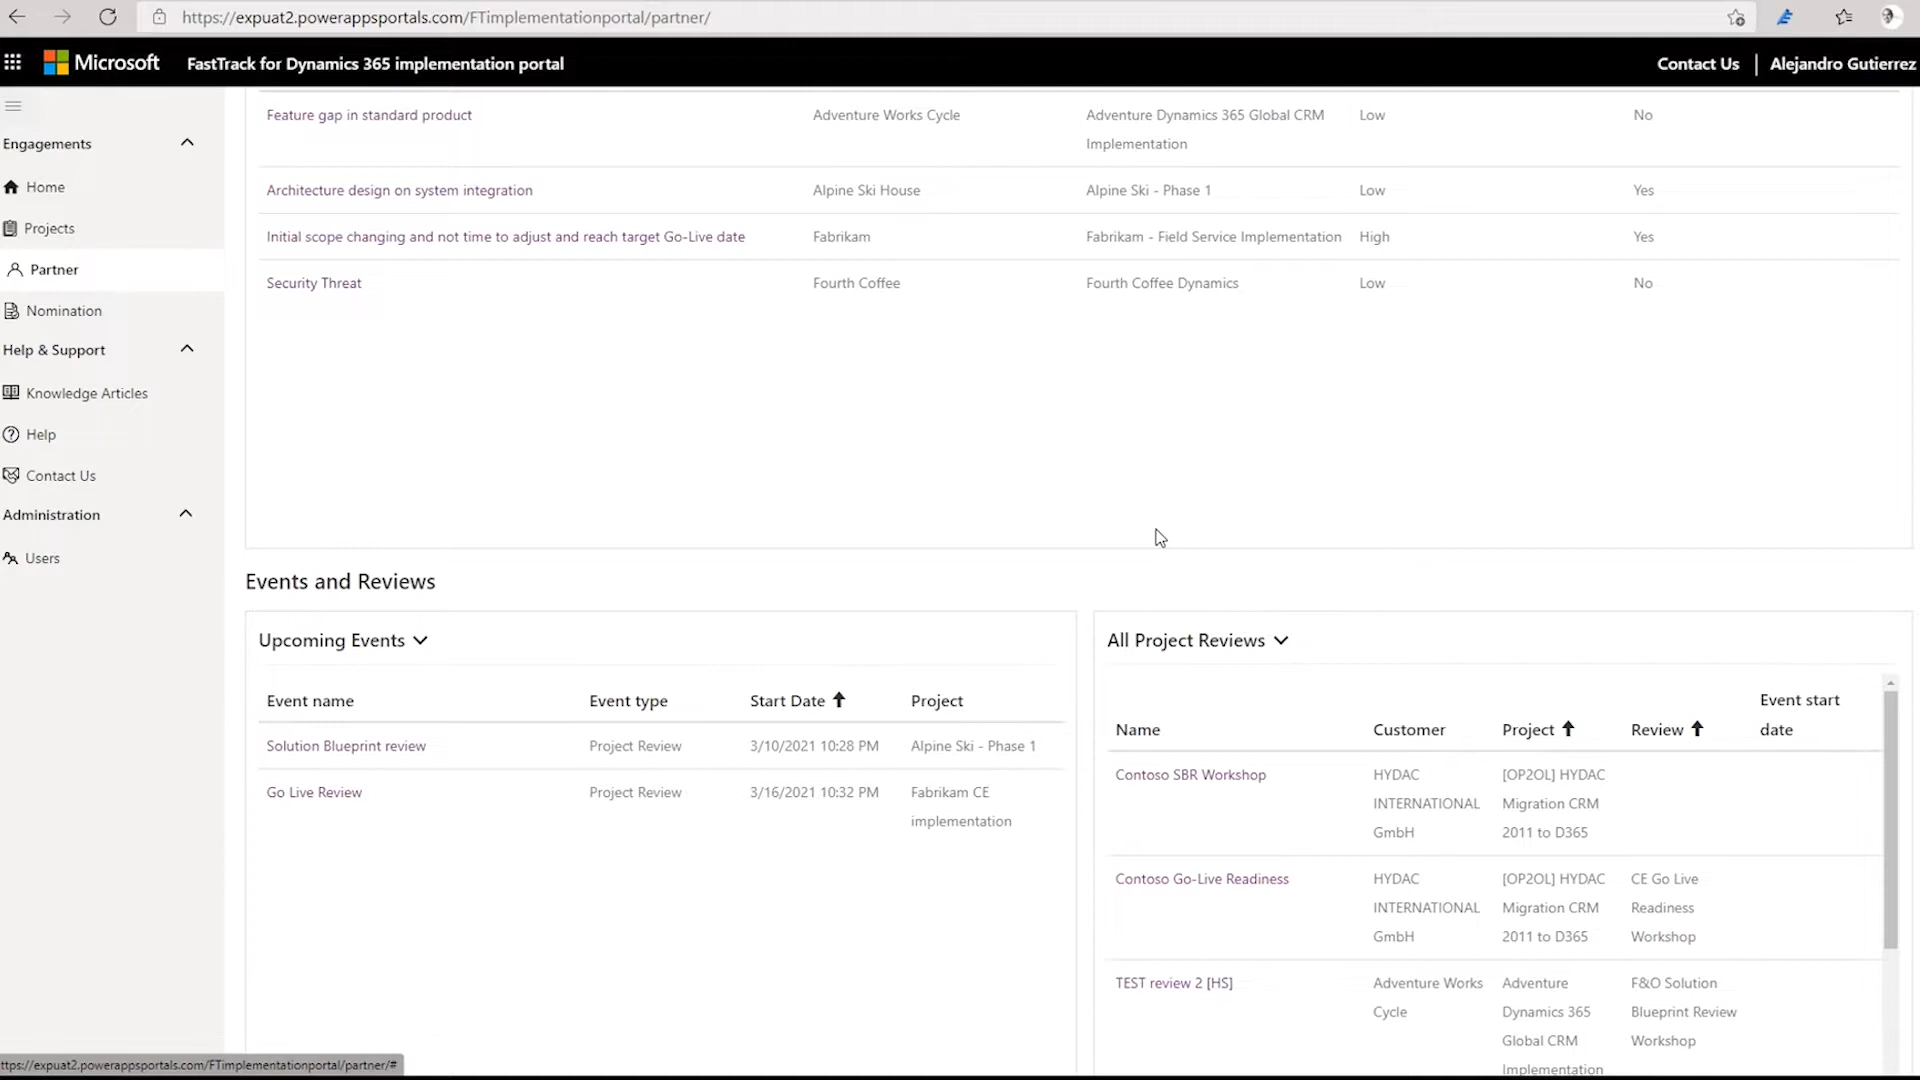 https://expuat2.powerappsportals.com/FTimplementationportal/partner/
Microsoft FastTrack for Dynamics 365 implementation portal Contact Us | Alejandro Gutierrez
Engagements
Home
Projects
Partner
Nomination
Help & Support
Knowledge Articles
Help
Contact Us
Administration
Users
Feature gap in standard product Adventure Works Cycle Adventure Dynamics 365 Global CRM Low No
Implementation
Architecture design on system integration Alpine Ski House Alpine Ski - Phase 1 Low Yes
Initial scope changing and not time to adjust and reach target Go-Live date Fabrikam Fabrikam - Field Service Implementation High Yes
Security Threat Fourth Coffee Fourth Coffee Dynamics Low No
Events and Reviews
Upcoming Events
Event name Event type Start Date Project
Solution Blueprint review Project Review 3/10/2021 10:28 PM Alpine Ski - Phase 1
Go Live Review Project Review 3/16/2021 10:32 PM Fabrikam CE
implementation
All Project Reviews
Event start
Name Customer Project Review date
Contoso SBR Workshop HYDAC [OP2OL] HYDAC
INTERNATIONAL Migration CRM
GmbH 2011 to D365
Contoso Go-Live Readiness HYDAC [OP2OL] HYDAC CE Go Live
INTERNATIONAL Migration CRM Readiness
GmbH 2011 to D365 Workshop
TEST review 2 [HS] Adventure Works Adventure F&O Solution
Cycle Dynamics 365 Blueprint Review
Global CRM Workshop
Implementation
ttps://expuat2.powerappsportals.com/FTimplementationportal/partner/#